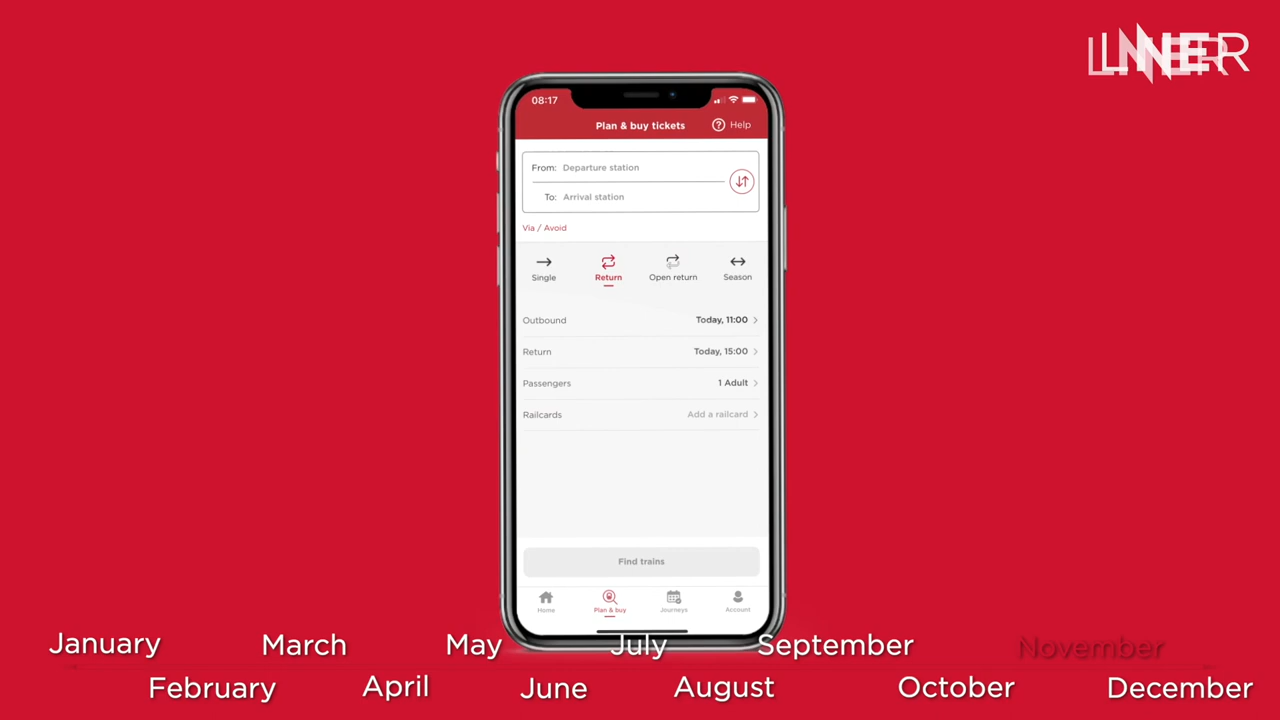 LNER
08:17
Plan & buy tickets
Help
From: Departure station
To: Arrival station
Via / Avoid
Single Return Open return Season
Outbound Today, 11:00
Return Today, 15:00
Passengers 1 Adult
Railcards Add a railcard
Find trains
Home Plan & buy Journeys Account
January March May July September November
February April June August October December